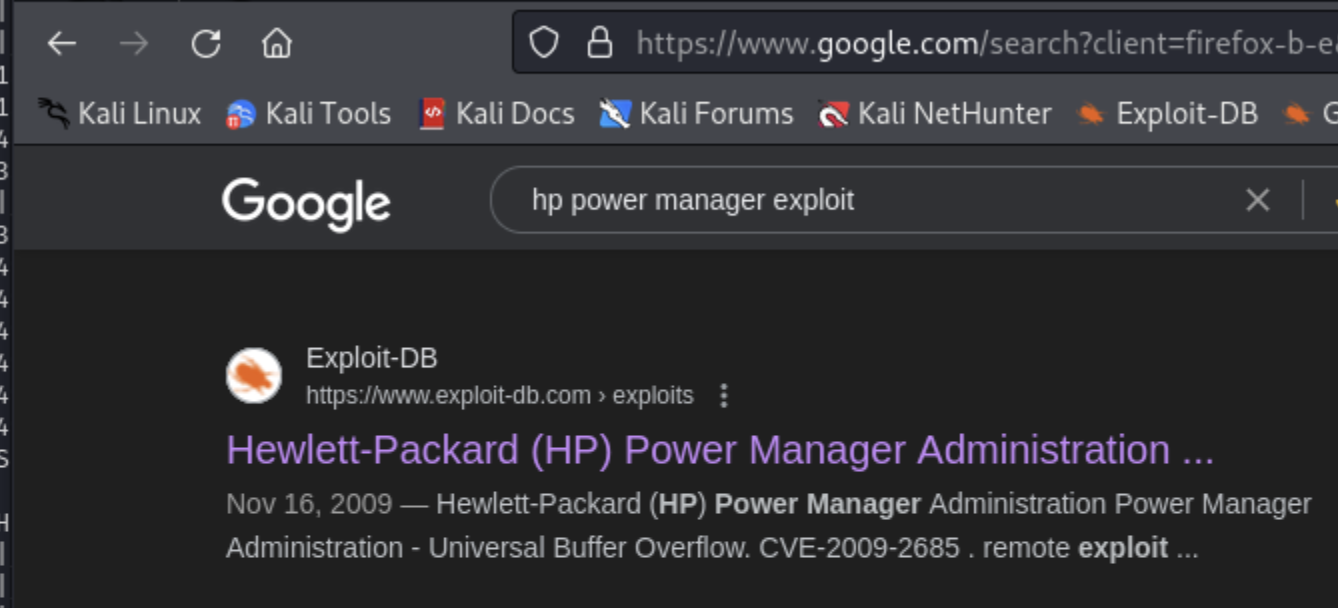 https://www.google.com/search?client=firefox-b-e
Kali Linux Kali Tools Kali Docs Kali Forums Kali NetHunter Exploit-DB G
Google hp power manager exploit
Exploit-DB
https://www.exploit-db.com › exploits
Hewlett-Packard (HP) Power Manager Administration ...
Nov 16, 2009 — Hewlett-Packard (HP) Power Manager Administration Power Manager
Administration - Universal Buffer Overflow. CVE-2009-2685 . remote exploit ...